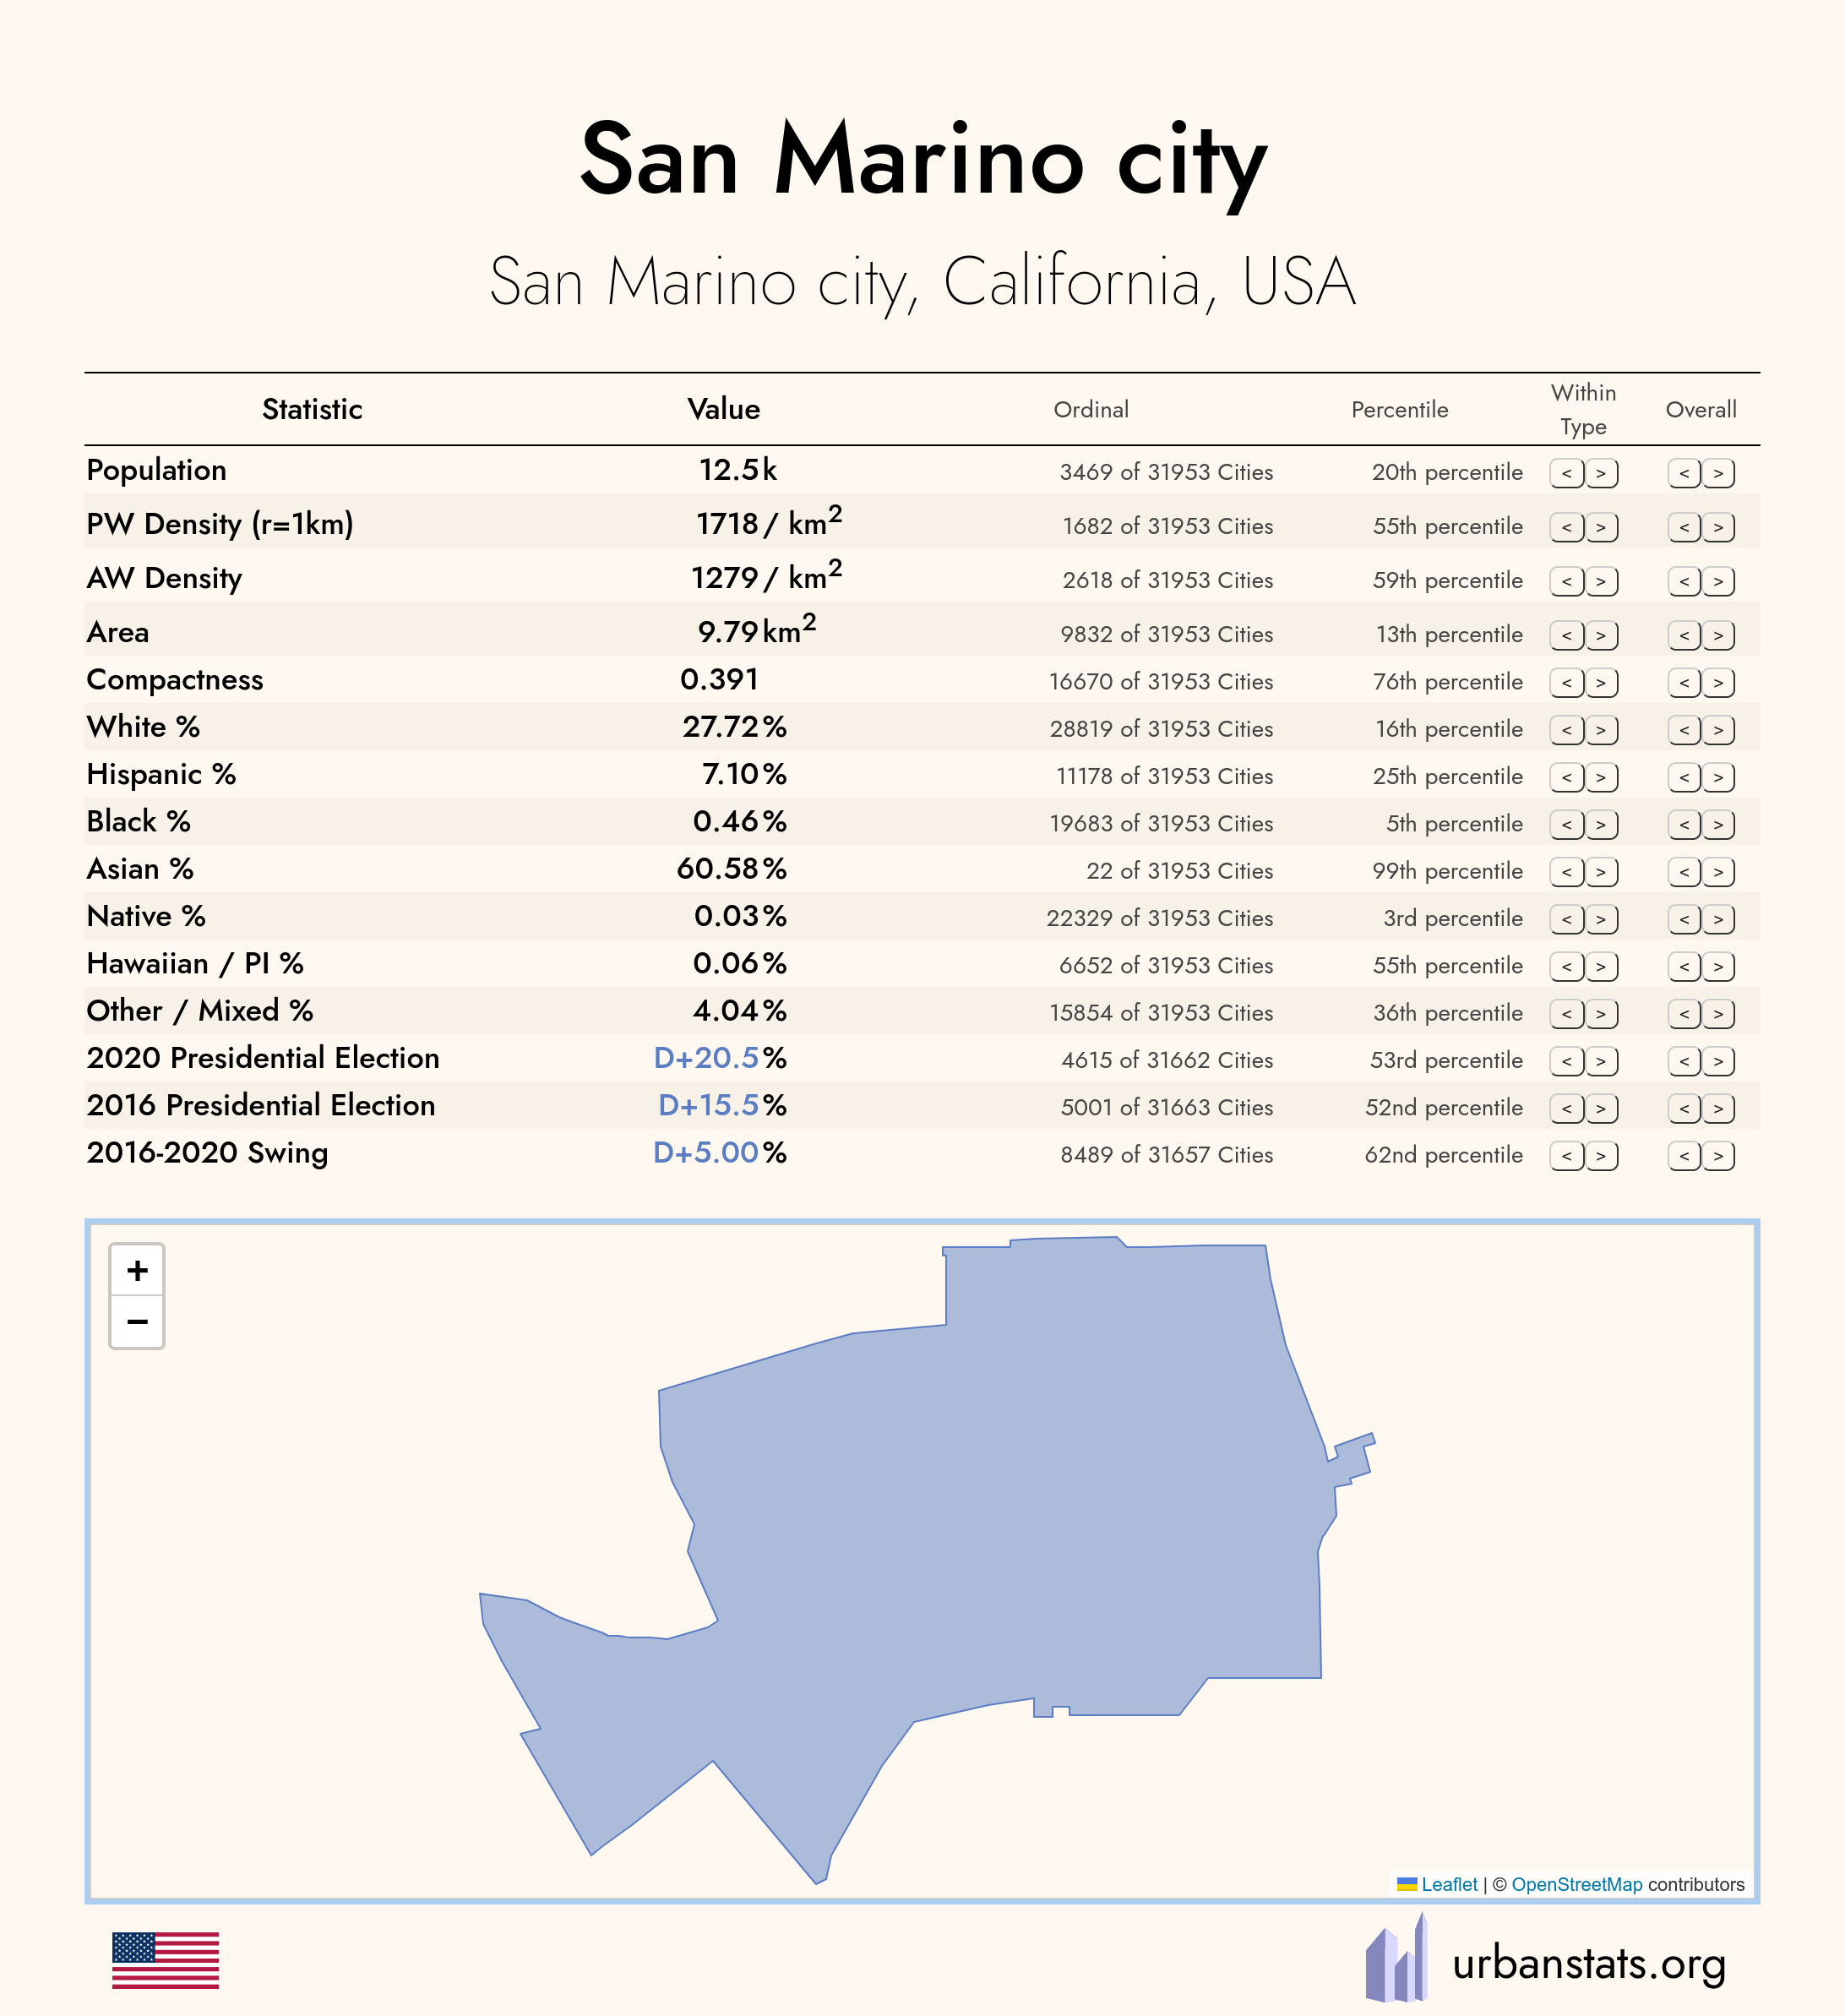 San Marino city
San Marino city, California, USA
Statistic Value Ordinal Percentile Within Type Overall
Population 12.5k 3469 of 31953 Cities 20th percentile < > < >
PW Density (r=1km) 1718/ km² 1682 of 31953 Cities 55th percentile < > < >
AW Density 1279/ km² 2618 of 31953 Cities 59th percentile < > < >
Area 9.79km² 9832 of 31953 Cities 13th percentile < > < >
Compactness 0.391 16670 of 31953 Cities 76th percentile < > < >
White % 27.72% 28819 of 31953 Cities 16th percentile < > < >
Hispanic % 7.10% 11178 of 31953 Cities 25th percentile < > < >
Black % 0.46% 19683 of 31953 Cities 5th percentile < > < >
Asian % 60.58% 22 of 31953 Cities 99th percentile < > < >
Native % 0.03% 22329 of 31953 Cities 3rd percentile < > < >
Hawaiian / PI % 0.06% 6652 of 31953 Cities 55th percentile < > < >
Other / Mixed % 4.04% 15854 of 31953 Cities 36th percentile < > < >
2020 Presidential Election D+20.5% 4615 of 31662 Cities 53rd percentile < > < >
2016 Presidential Election D+15.5% 5001 of 31663 Cities 52nd percentile < > < >
2016-2020 Swing D+5.00% 8489 of 31657 Cities 62nd percentile < > < >
+
−
Leaflet | © OpenStreetMap contributors
urbanstats.org